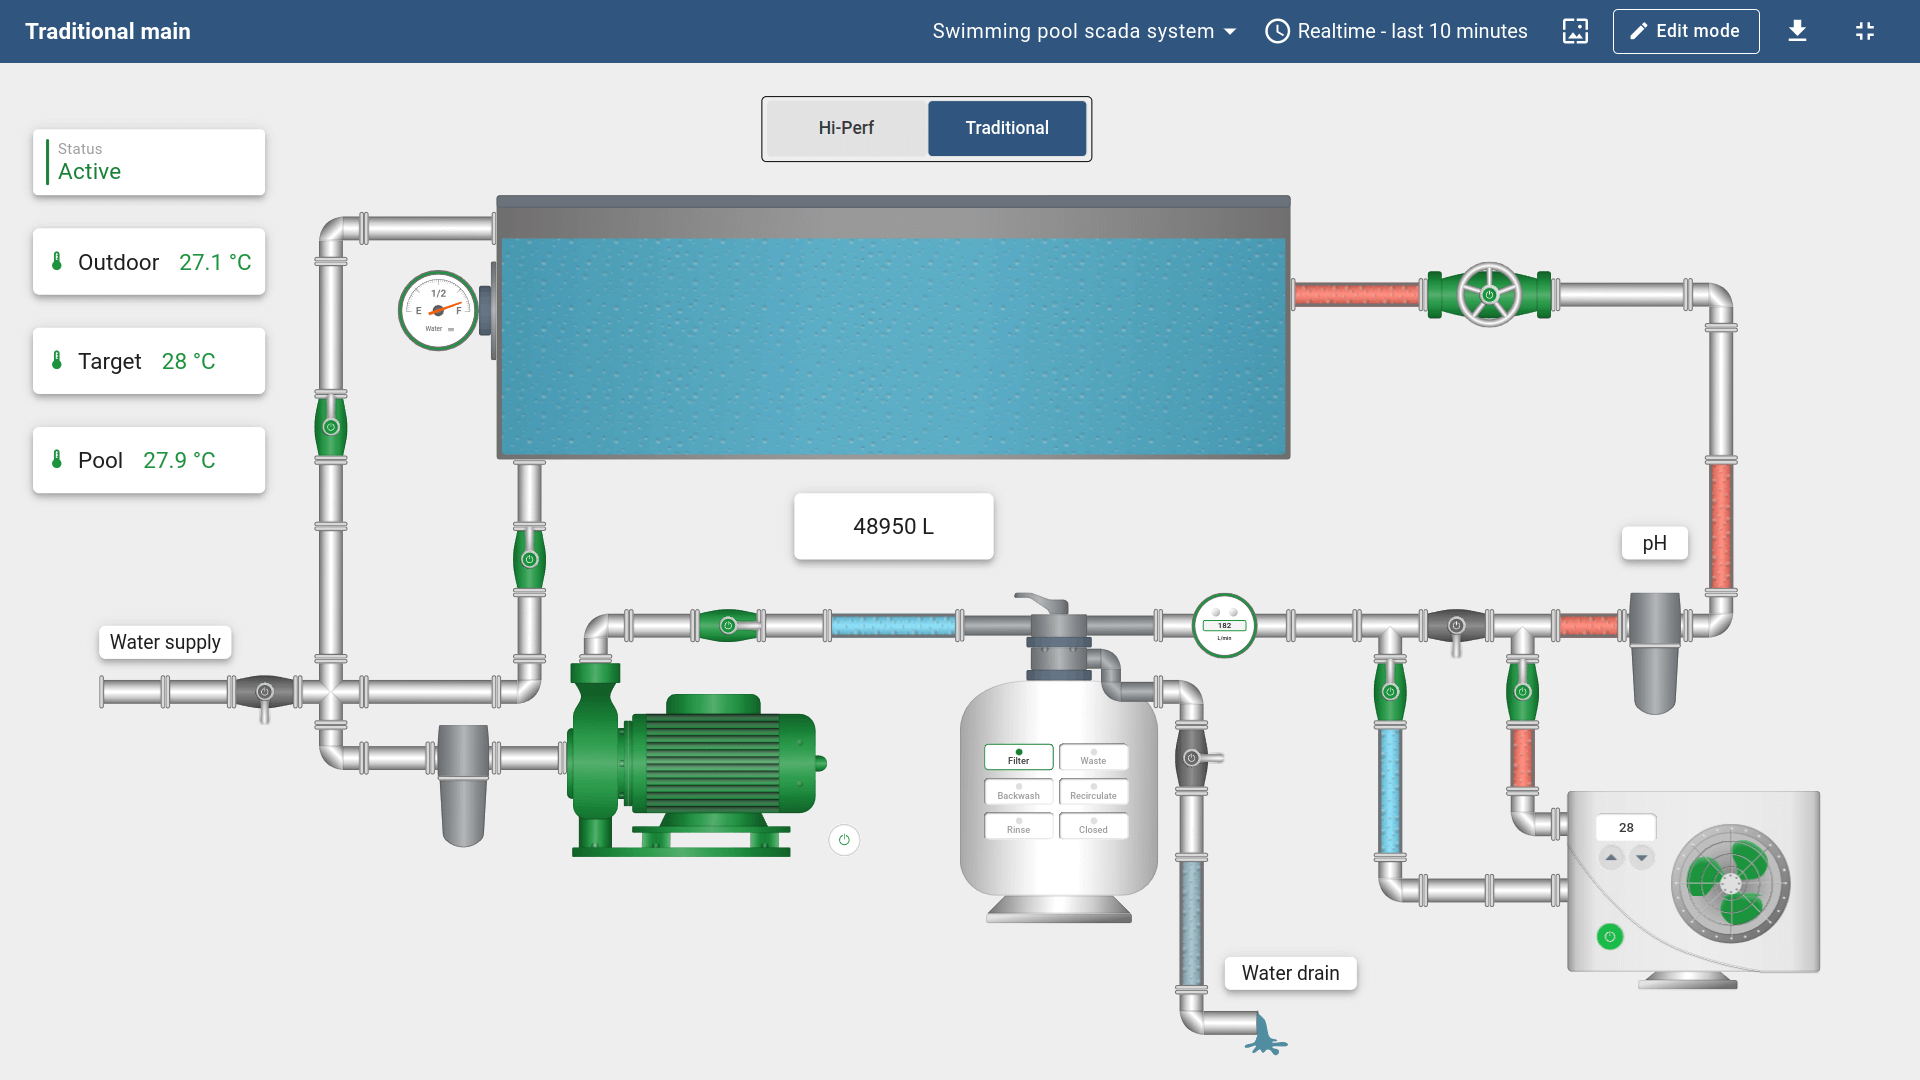 Traditional main
Swimming pool scada system
Realtime - last 10 minutes
Edit mode
Hi-Perf
Traditional
Status
Active
Outdoor 27.1 °C
Target 28 °C
Pool 27.9 °C
1/2
E F
Water
48950 L
pH
Water supply
182
L/min
Filter Waste
Backwash Recirculate
Rinse Closed
28
Water drain